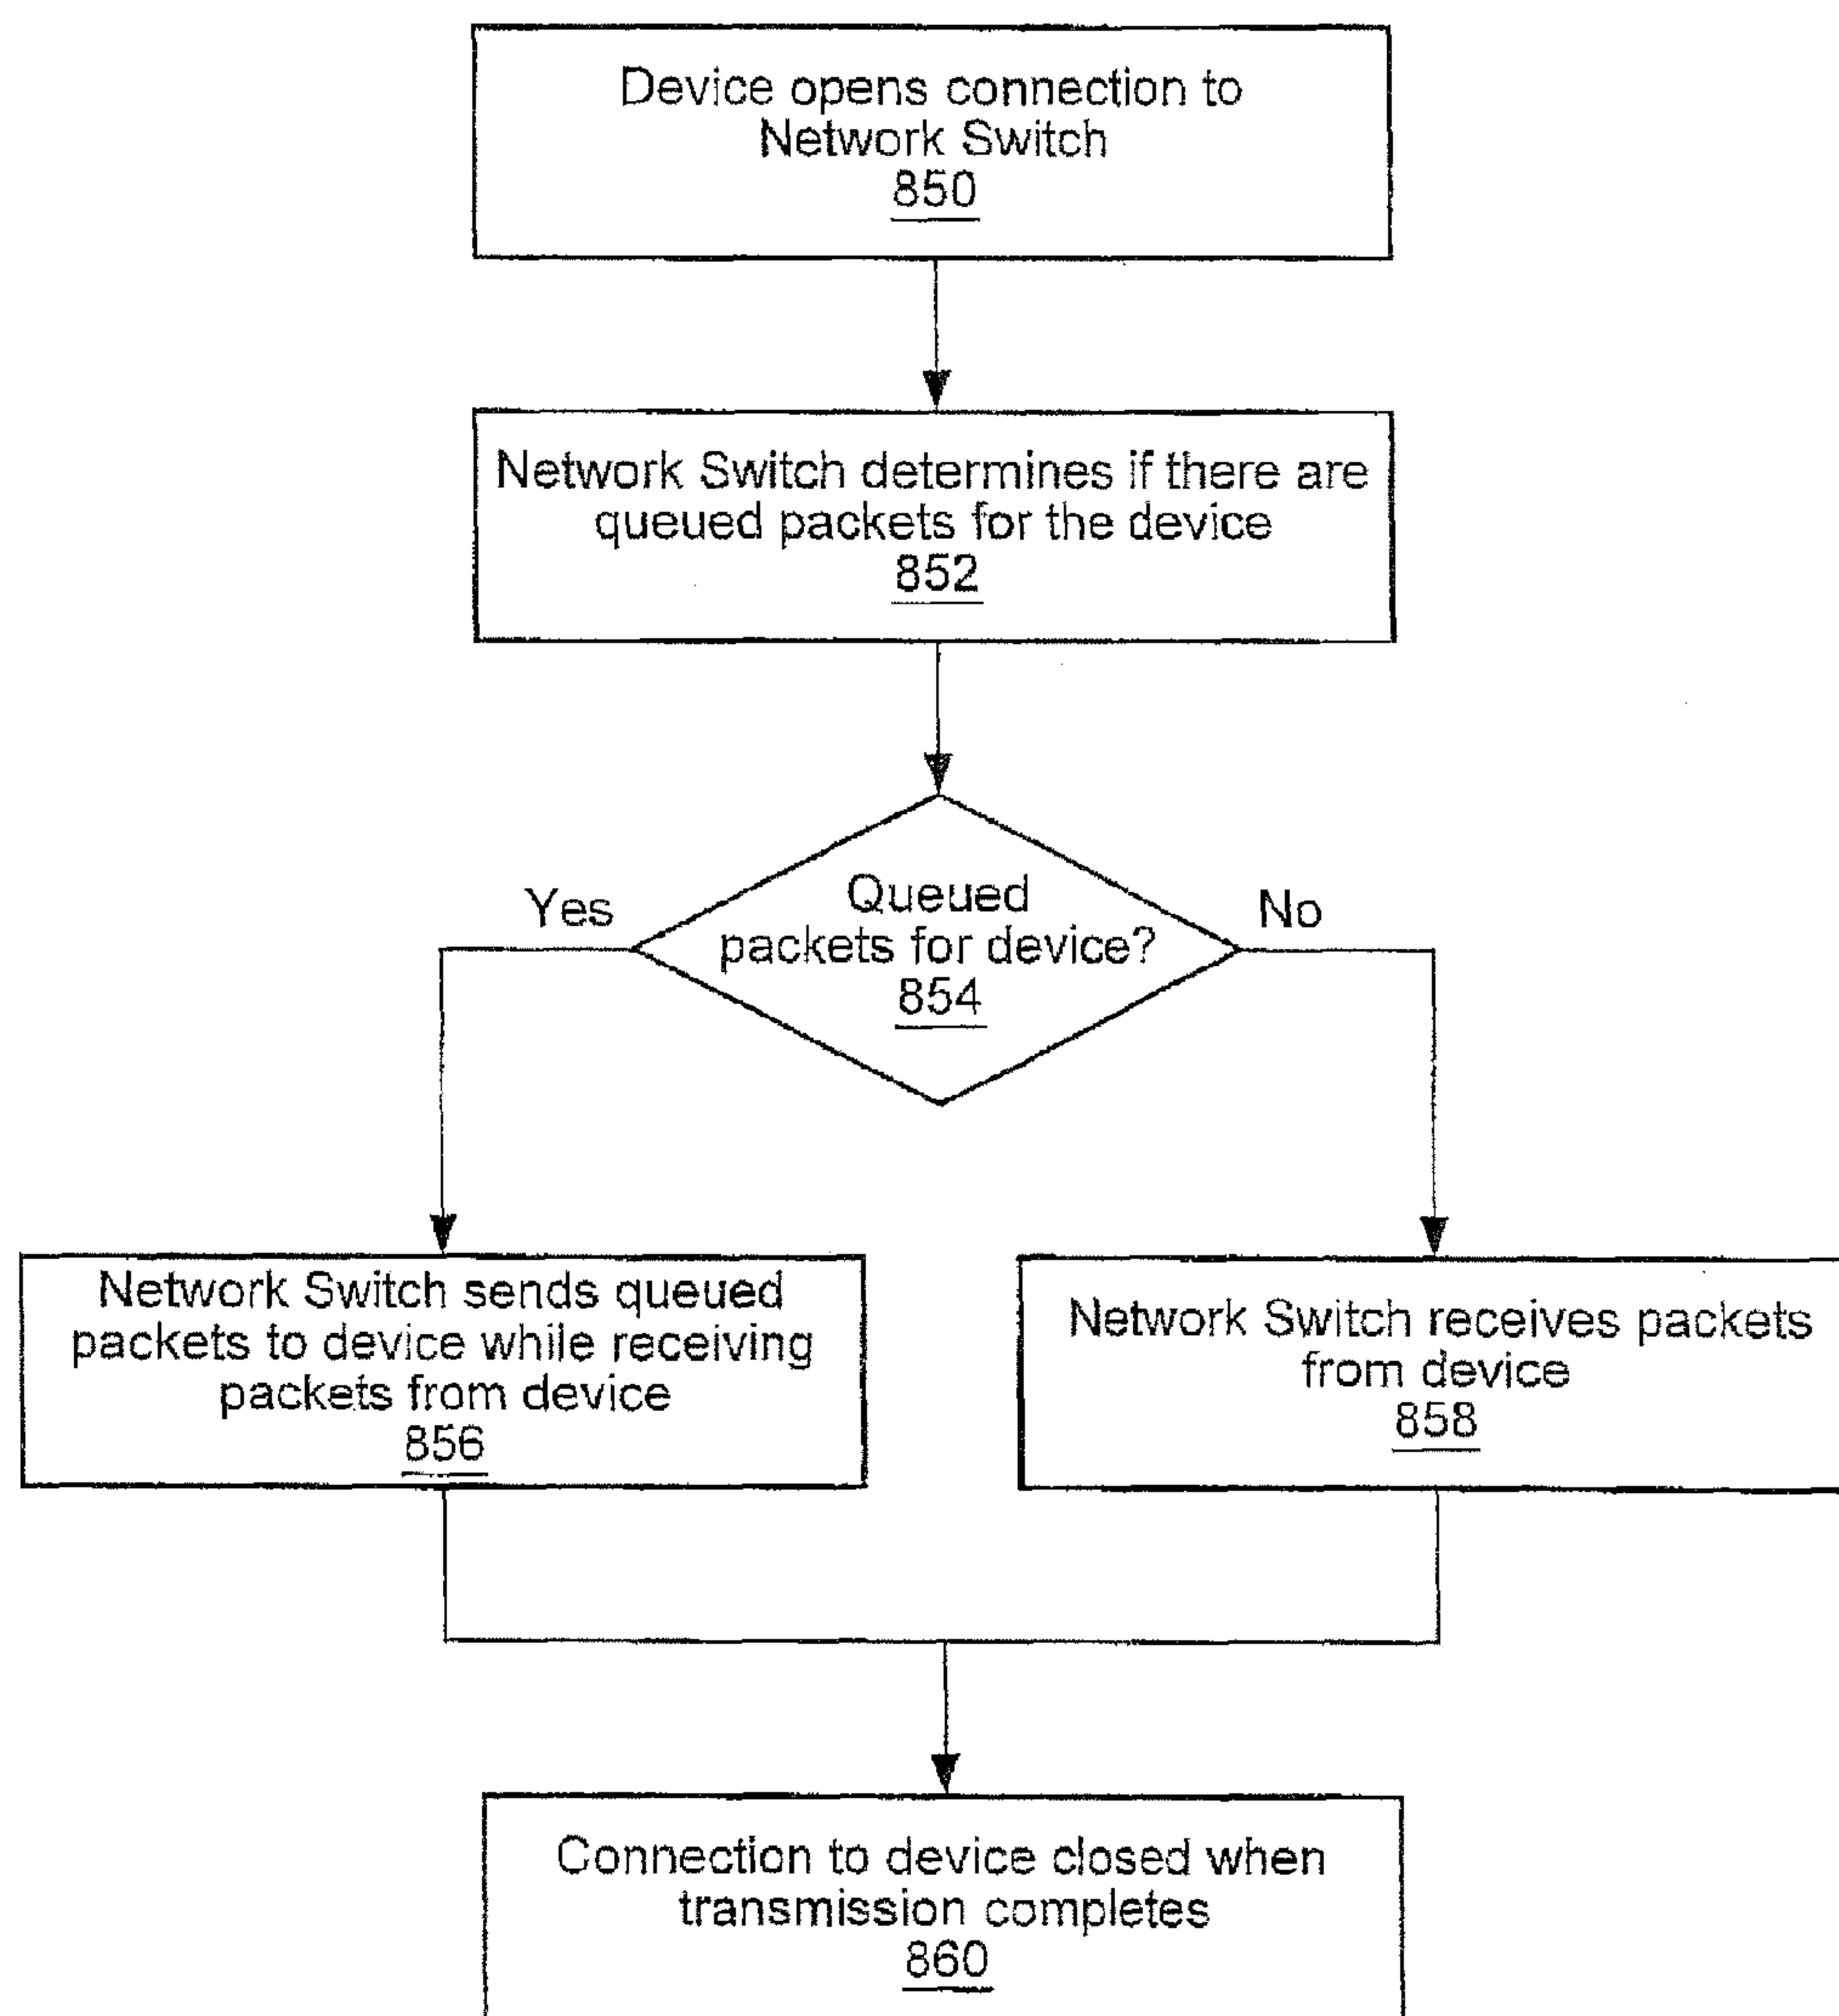 Device opens connection to
Network Switch
850
Network Switch determines if there are
queued packets for the device
852
Yes
Queued
packets for device?
854
No
Network Switch sends queued
packets to device while receiving
packets from device
856
Network Switch receives packets
from device
858
Connection to device closed when
transmission completes
860